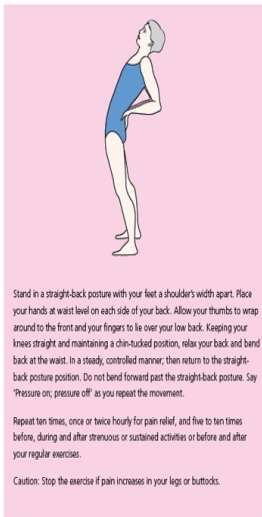 Stand in a straight-back posture with your feet a shoulder's width apart. Place
your hands at waist level on each side of your back. Allow your thumbs to wrap
around to the front and your fingers to lie over your low back. Keeping your
knees straight and maintaining a chin-tucked position, relax your back and bend
back at the waist. In a steady, controlled manner; then return to the straight-
back posture position. Do not bend forward past the straight-back posture. Say
'Pressure on; pressure off' as you repeat the movement.
Repeat ten times, once or twice hourly for pain relief, and five to ten times
before, during and after strenuous or sustained activities or before and after
your regular exercises.
Caution: Stop the exercise if pain increases in your legs or buttocks.